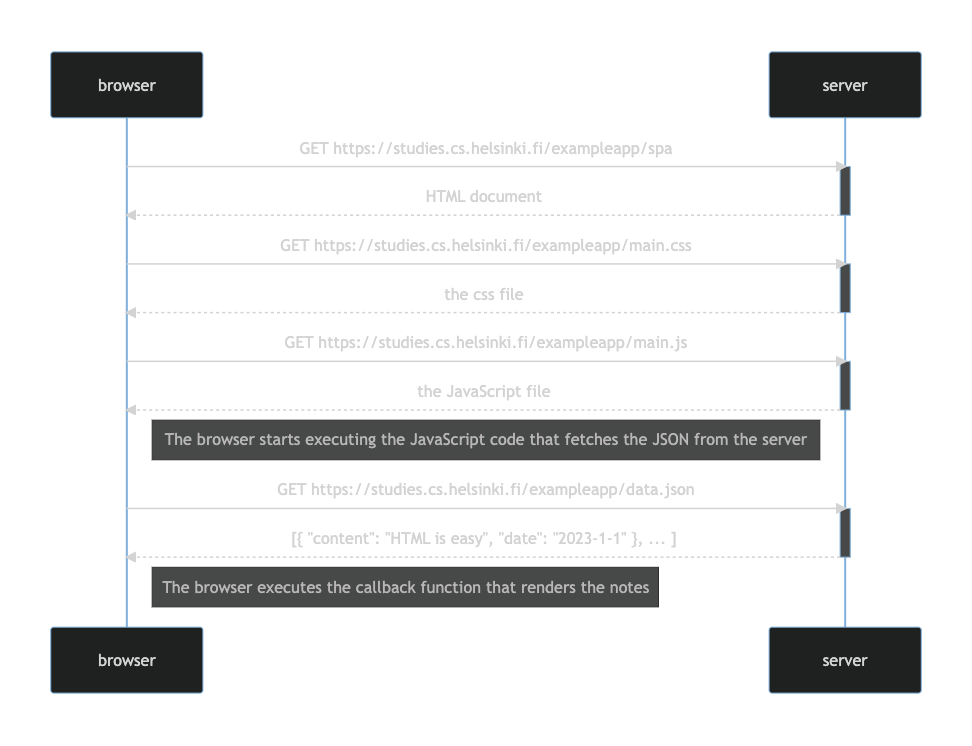 browser
server
GET https://studies.cs.helsinki.fi/exampleapp/spa
HTML document
GET https://studies.cs.helsinki.fi/exampleapp/main.css
the css file
GET https://studies.cs.helsinki.fi/exampleapp/main.js
the JavaScript file
The browser starts executing the JavaScript code that fetches the JSON from the server
GET https://studies.cs.helsinki.fi/exampleapp/data.json
[{ "content": "HTML is easy", "date": "2023-1-1" }, ... ]
The browser executes the callback function that renders the notes
browser
server